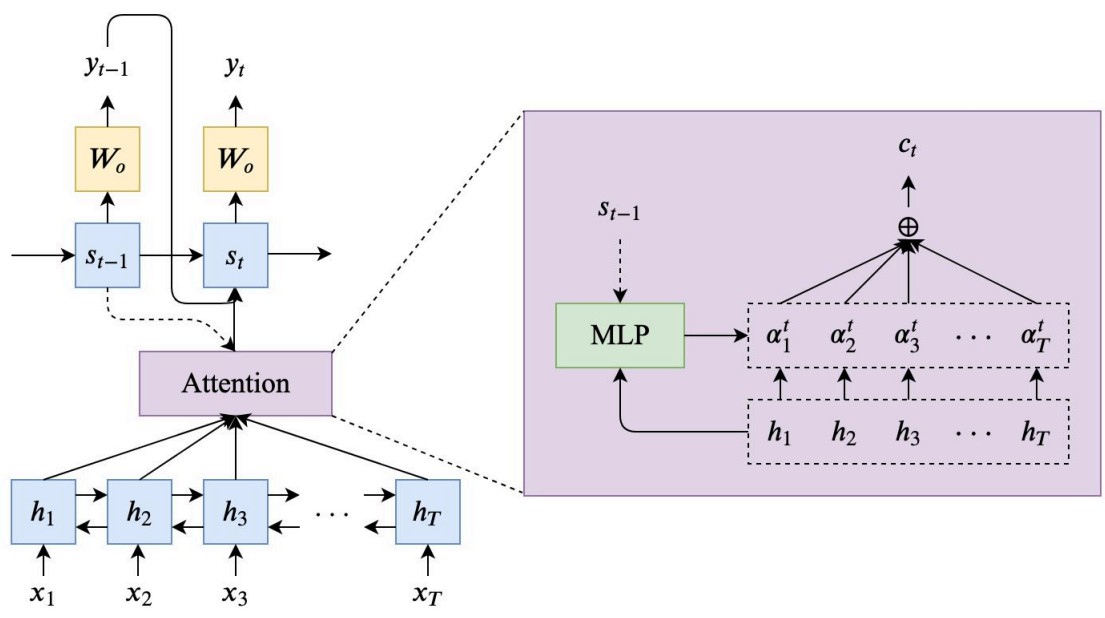 y_{t-1} y_t
W_o W_o
s_{t-1} s_t
Attention
h_1 h_2 h_3 ... h_T
x_1 x_2 x_3 x_T
c_t
⊕
s_{t-1}
MLP α_1^t α_2^t α_3^t ... α_T^t
h_1 h_2 h_3 ... h_T